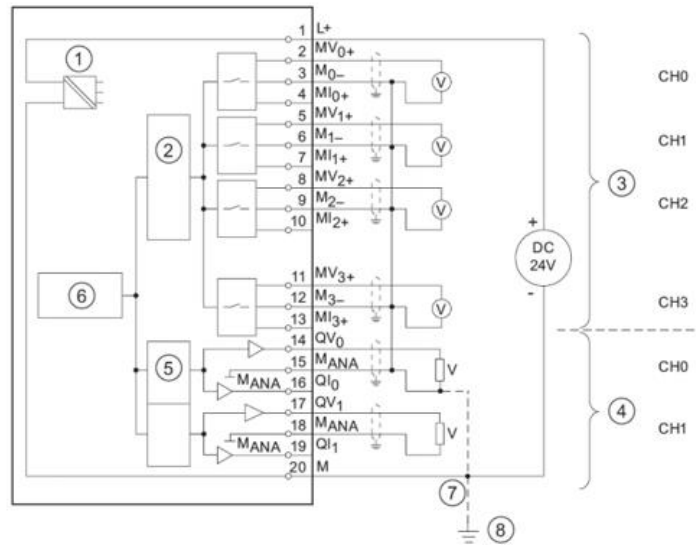 1 L+
①
2 MV0+
3 M0−
4 MI0+
V
CH0
5 MV1+
6 M1−
7 MI1+
V
CH1
②
8 MV2+
9 M2−
10 MI2+
V
CH2
③
+
DC
24V
-
⑥
11 MV3+
12 M3−
13 MI3+
V
CH3
14 QV0
15 MANA
16 QI0
MANA
V
CH0
⑤
17 QV1
18 MANA
19 QI1
MANA
V
CH1
④
20 M
⑦
⑧